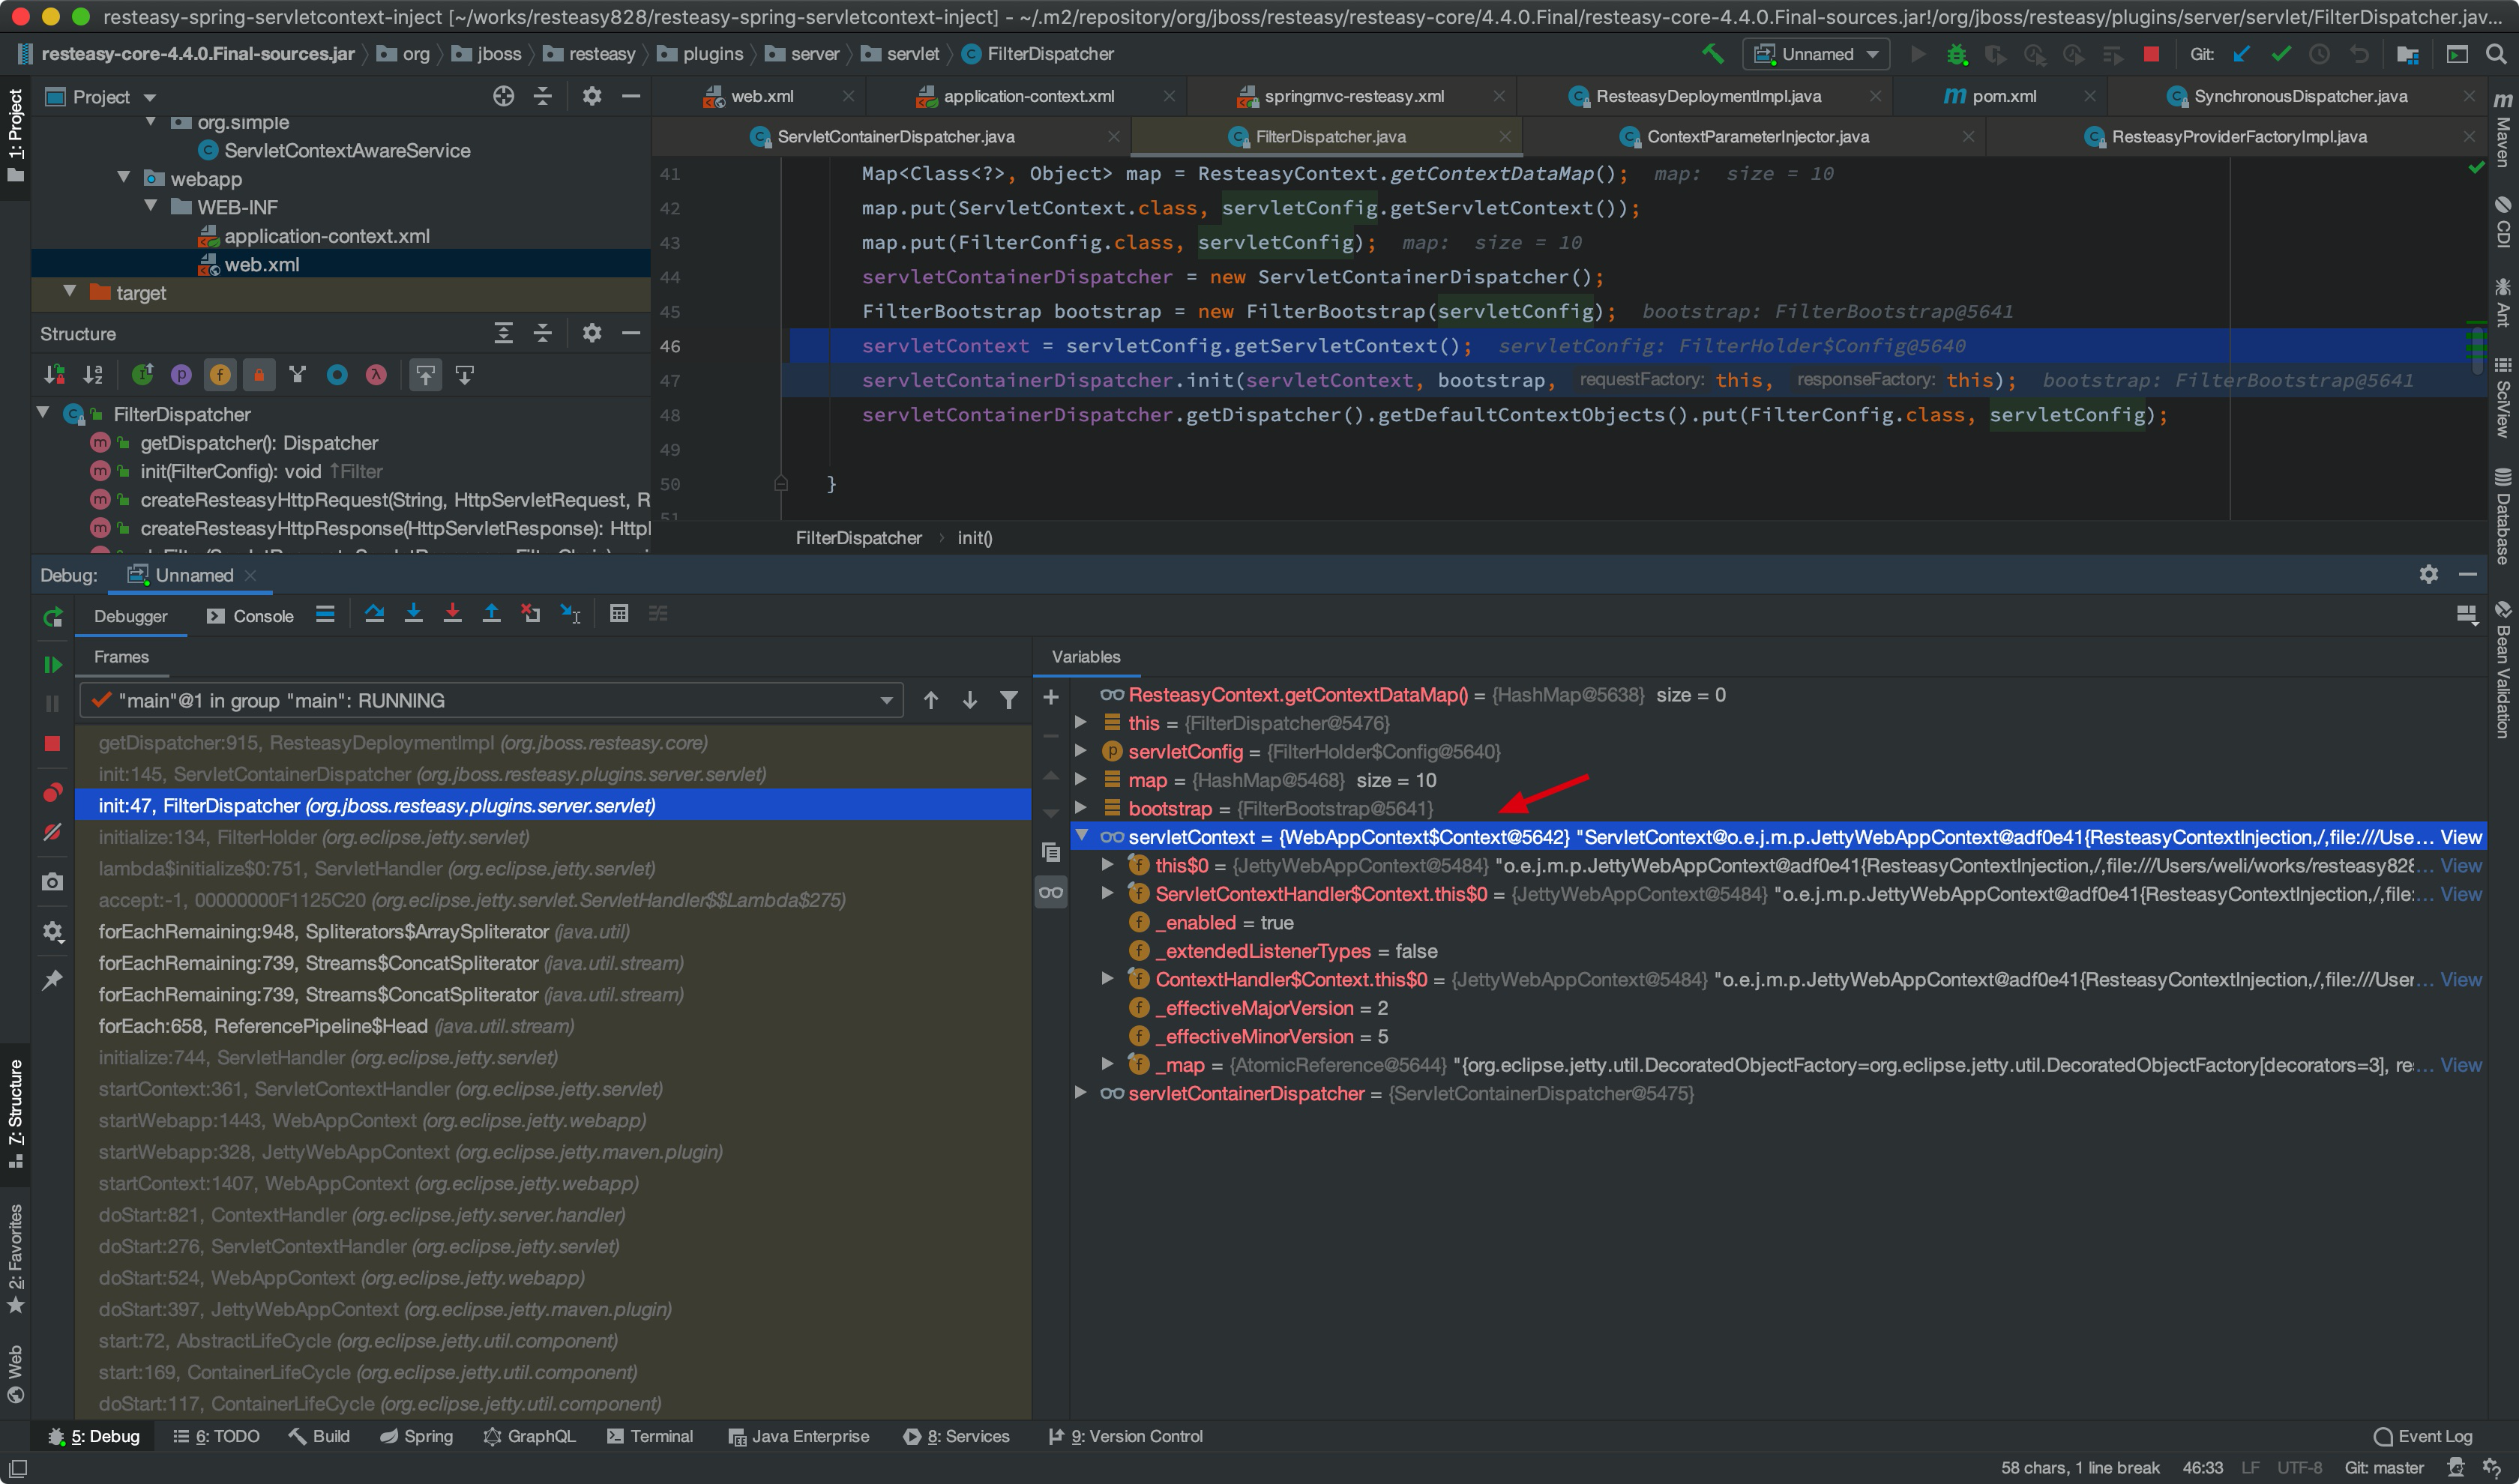 resteasy-spring-servletcontext-inject [~/works/resteasy828/resteasy-spring-servletcontext-inject] - ~/.m2/repository/org/jboss/resteasy/resteasy-core/4.4.0.Final/resteasy-core-4.4.0.Final-sources.jar!/org/jboss/resteasy/plugins/server/servlet/FilterDispatcher.jav...
resteasy-core-4.4.0.Final-sources.jar org jboss resteasy plugins server servlet FilterDispatcher Unnamed Git:
1: Project
Project
org.simple
ServletContextAwareService
webapp
WEB-INF
application-context.xml
web.xml
target
Structure
FilterDispatcher
getDispatcher(): Dispatcher
init(FilterConfig): void ↑Filter
createResteasyHttpRequest(String, HttpServletRequest, R
createResteasyHttpResponse(HttpServletResponse): Httpl
web.xml application-context.xml springmvc-resteasy.xml ResteasyDeploymentImpl.java pom.xml SynchronousDispatcher.java
ServletContainerDispatcher.java FilterDispatcher.java ContextParameterInjector.java ResteasyProviderFactoryImpl.java
41 Map<Class<?>, Object> map = ResteasyContext.getContextDataMap(); map: size = 10
42 map.put(ServletContext.class, servletConfig.getServletContext());
43 map.put(FilterConfig.class, servletConfig); map: size = 10
44 servletContainerDispatcher = new ServletContainerDispatcher();
45 FilterBootstrap bootstrap = new FilterBootstrap(servletConfig); bootstrap: FilterBootstrap@5641
46 servletContext = servletConfig.getServletContext(); servletConfig: FilterHolder$Config@5640
47 servletContainerDispatcher.init(servletContext, bootstrap, requestFactory: this, responseFactory: this); bootstrap: FilterBootstrap@5641
48 servletContainerDispatcher.getDispatcher().getDefaultContextObjects().put(FilterConfig.class, servletConfig);
49
50 }
51
FilterDispatcher › init()
Maven
CDI
Ant
SciView
Database
Bean Validation
Debug: Unnamed
Debugger Console
Frames
"main"@1 in group "main": RUNNING
getDispatcher:915, ResteasyDeploymentImpl (org.jboss.resteasy.core)
init:145, ServletContainerDispatcher (org.jboss.resteasy.plugins.server.servlet)
init:47, FilterDispatcher (org.jboss.resteasy.plugins.server.servlet)
initialize:134, FilterHolder (org.eclipse.jetty.servlet)
lambda$initialize$0:751, ServletHandler (org.eclipse.jetty.servlet)
accept:-1, 00000000F1125C20 (org.eclipse.jetty.servlet.ServletHandler$$Lambda$275)
forEachRemaining:948, Spliterators$ArraySpliterator (java.util)
forEachRemaining:739, Streams$ConcatSpliterator (java.util.stream)
forEachRemaining:739, Streams$ConcatSpliterator (java.util.stream)
forEach:658, ReferencePipeline$Head (java.util.stream)
initialize:744, ServletHandler (org.eclipse.jetty.servlet)
startContext:361, ServletContextHandler (org.eclipse.jetty.servlet)
startWebapp:1443, WebAppContext (org.eclipse.jetty.webapp)
startWebapp:328, JettyWebAppContext (org.eclipse.jetty.maven.plugin)
startContext:1407, WebAppContext (org.eclipse.jetty.webapp)
doStart:821, ContextHandler (org.eclipse.jetty.server.handler)
doStart:276, ServletContextHandler (org.eclipse.jetty.servlet)
doStart:524, WebAppContext (org.eclipse.jetty.webapp)
doStart:397, JettyWebAppContext (org.eclipse.jetty.maven.plugin)
start:72, AbstractLifeCycle (org.eclipse.jetty.util.component)
start:169, ContainerLifeCycle (org.eclipse.jetty.util.component)
doStart:117, ContainerLifeCycle (org.eclipse.jetty.util.component)
Variables
ResteasyContext.getContextDataMap() = {HashMap@5638} size = 0
this = {FilterDispatcher@5476}
servletConfig = {FilterHolder$Config@5640}
map = {HashMap@5468} size = 10
bootstrap = {FilterBootstrap@5641}
servletContext = {WebAppContext$Context@5642} "ServletContext@o.e.j.m.p.JettyWebAppContext@adf0e41{ResteasyContextInjection,/,file:///Use... View
this$0 = {JettyWebAppContext@5484} "o.e.j.m.p.JettyWebAppContext@adf0e41{ResteasyContextInjection,/,file:///Users/weli/works/resteasy828... View
ServletContextHandler$Context.this$0 = {JettyWebAppContext@5484} "o.e.j.m.p.JettyWebAppContext@adf0e41{ResteasyContextInjection,/,file:... View
_enabled = true
_extendedListenerTypes = false
ContextHandler$Context.this$0 = {JettyWebAppContext@5484} "o.e.j.m.p.JettyWebAppContext@adf0e41{ResteasyContextInjection,/,file:///User... View
_effectiveMajorVersion = 2
_effectiveMinorVersion = 5
_map = {AtomicReference@5644} "{org.eclipse.jetty.util.DecoratedObjectFactory=org.eclipse.jetty.util.DecoratedObjectFactory[decorators=3], re... View
servletContainerDispatcher = {ServletContainerDispatcher@5475}
7: Structure
2: Favorites
Web
5: Debug 6: TODO Build Spring GraphQL Terminal Java Enterprise 8: Services 9: Version Control Event Log
58 chars, 1 line break 46:33 LF UTF-8 Git: master